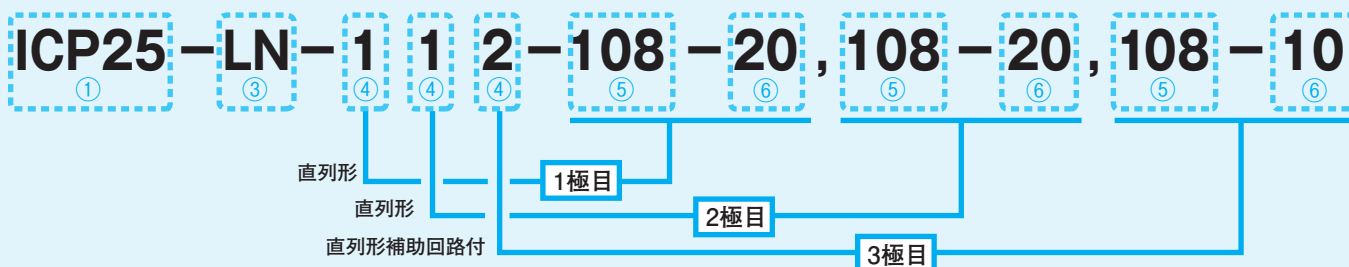 ICP25-LN-1 1 2-108-20, 108-20, 108-10
① ③ ④ ④ ④ ⑤ ⑥ ⑤ ⑥ ⑤ ⑥
直列形 1極目
直列形 2極目
直列形補助回路付 3極目